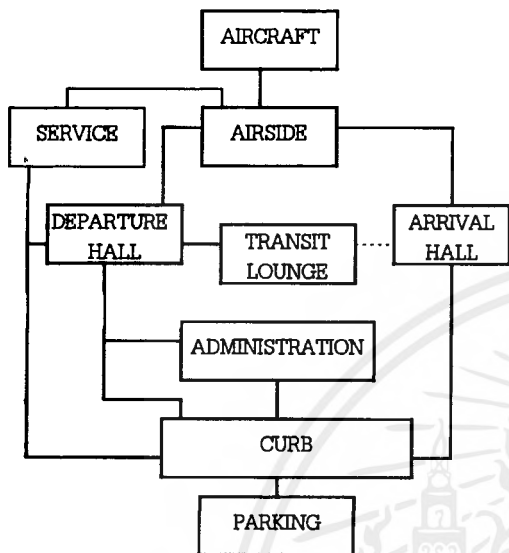 AIRCRAFT
SERVICE
AIRSIDE
DEPARTURE
HALL
TRANSIT
LOUNGE
ARRIVAL
HALL
ADMINISTRATION
CURB
PARKING